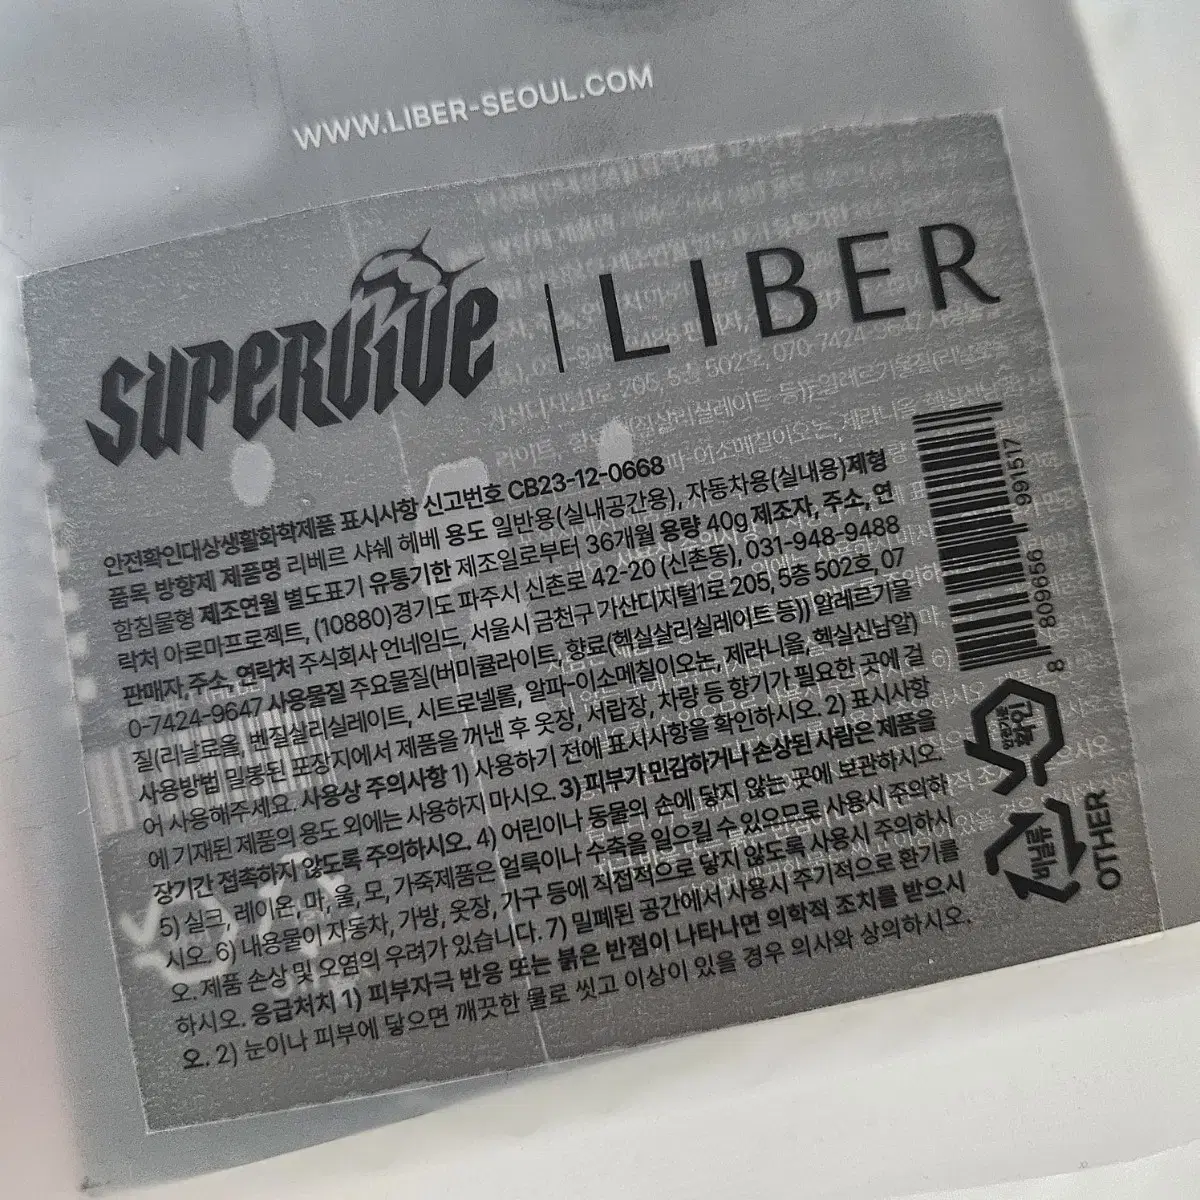 WWW.LIBER-SEOUL.COM
SUPERVIVE | LIBER
안전확인대상생활화학제품 표시사항 신고번호 CB23-12-0668
품목 방향제 제품명 리베르 샤쉐 헤베 용도 일반용(실내공간용), 자동차용(실내용)제형
함침물형 제조연월 별도표기 유통기한 제조일로부터 36개월 용량 40g 제조자, 주소, 연
락처 아로마프로젝트, (10880)경기도 파주시 신촌로 42-20 (신촌동), 031-948-9488
판매자,주소, 연락처 주식회사 언네임드, 서울시 금천구 가산디지털1로 205, 5층 502호, 07
0-7424-9647 사용물질 주요물질(버미큘라이트, 향료(헥실살리실레이트 등)) 알레르기물
질(리날로올, 벤질살리실레이트, 시트로넬롤, 알파-이소메칠이오논, 제라니올, 헥실신남알)
사용방법 밀봉된 포장지에서 제품을 꺼낸 후 옷장, 서랍장, 차량 등 향기가 필요한 곳에 걸
어 사용해주세요. 사용상 주의사항 1) 사용하기 전에 표시사항을 확인하십시오. 2) 표시사항
에 기재된 제품의 용도 외에는 사용하지 마시오. 3) 피부가 민감하거나 손상된 사람은 제품을
장기간 접촉하지 않도록 주의하십시오. 4) 어린이나 동물의 손에 닿지 않는 곳에 보관하시오.
5) 실크, 레이온, 마, 울, 모, 가죽제품은 얼룩이나 수축을 일으킬 수 있으므로 사용시 주의하
시오. 6) 내용물이 자동차, 가방, 옷장, 가구 등에 직접적으로 닿지 않도록 사용시 주의하시
오. 제품 손상 및 오염의 우려가 있습니다. 7) 밀폐된 공간에서 사용시 주기적으로 환기를
하시오. 응급처치 1) 피부자극 반응 또는 붉은 반점이 나타나면 의학적 조치를 받으시
오. 2) 눈이나 피부에 닿으면 깨끗한 물로 씻고 이상이 있을 경우 의사와 상의하시오.
8 809656 991517
안전기준
확인
비닐류
OTHER